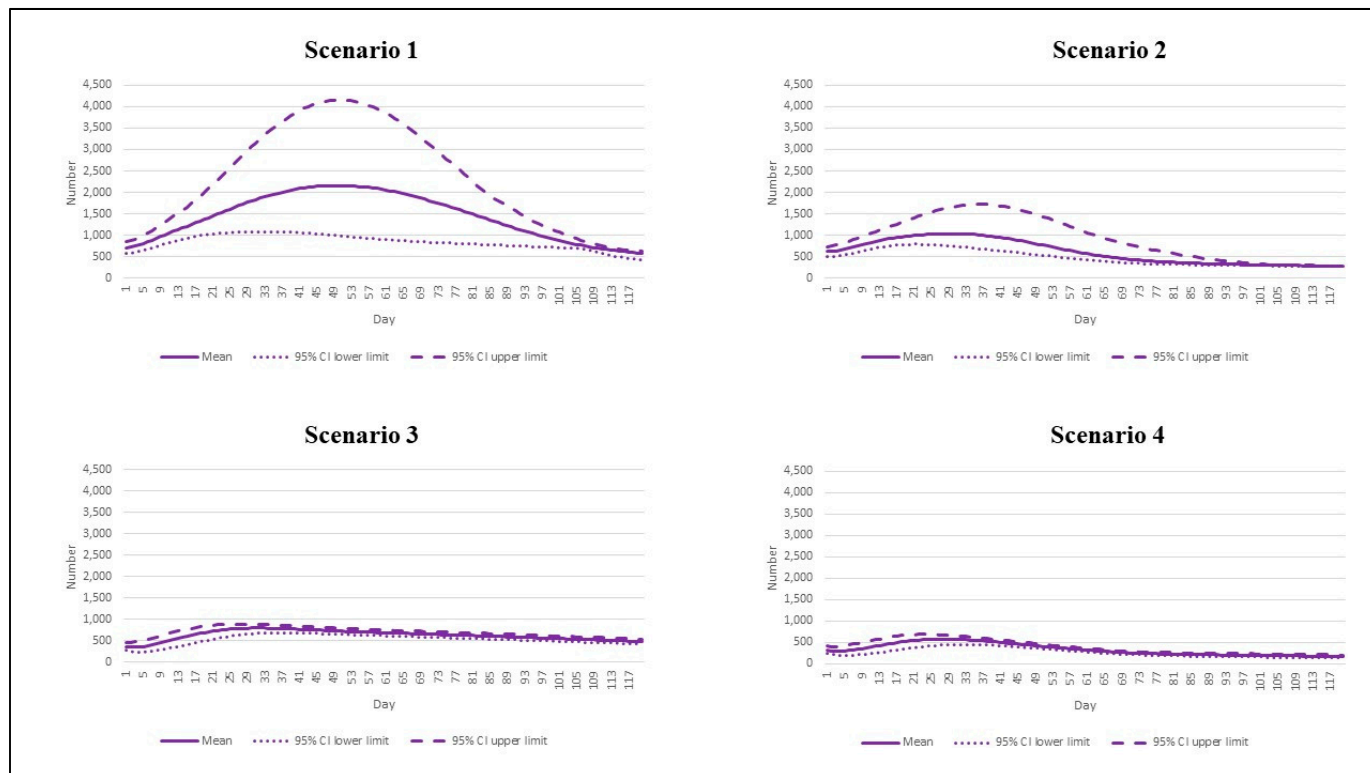 Scenario 1
4,500
4,000
3,500
3,000
2,500
2,000
1,500
1,000
500
0
Number
1 5 9 13 17 21 25 29 33 37 41 45 49 53 57 61 65 69 73 77 81 85 89 93 97 101 105 109 113 117
Day
Mean 95% CI lower limit 95% CI upper limit
Scenario 2
4,500
4,000
3,500
3,000
2,500
2,000
1,500
1,000
500
0
Number
1 5 9 13 17 21 25 29 33 37 41 45 49 53 57 61 65 69 73 77 81 85 89 93 97 101 105 109 113 117
Day
Mean 95% CI lower limit 95% CI upper limit
Scenario 3
4,500
4,000
3,500
3,000
2,500
2,000
1,500
1,000
500
0
Number
1 5 9 13 17 21 25 29 33 37 41 45 49 53 57 61 65 69 73 77 81 85 89 93 97 101 105 109 113 117
Day
Mean 95% CI lower limit 95% CI upper limit
Scenario 4
4,500
4,000
3,500
3,000
2,500
2,000
1,500
1,000
500
0
Number
1 5 9 13 17 21 25 29 33 37 41 45 49 53 57 61 65 69 73 77 81 85 89 93 97 101 105 109 113 117
Day
Mean 95% CI lower limit 95% CI upper limit